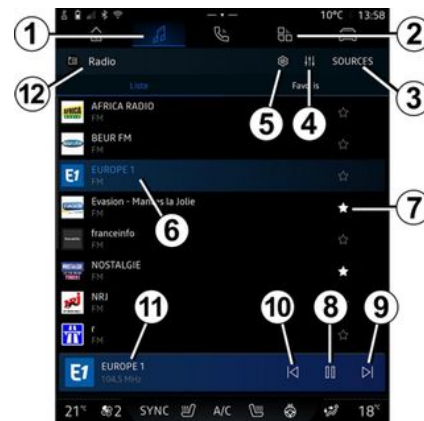 10°C 13:58
1
2
Radio
SOURCES
12
5
4
3
Liste
Favoris
AFRICA RADIO
FM
BEUR FM
FM
E1
EUROPE 1
FM
6
Evasion - Mantes la Jolie
FM
7
franceinfo
FM
NOSTALGIE
FM
NRJ
FM
r
FM
11
10
8
9
E1
EUROPE 1
104.5 MHz
21°C
2
SYNC
A/C
18°C